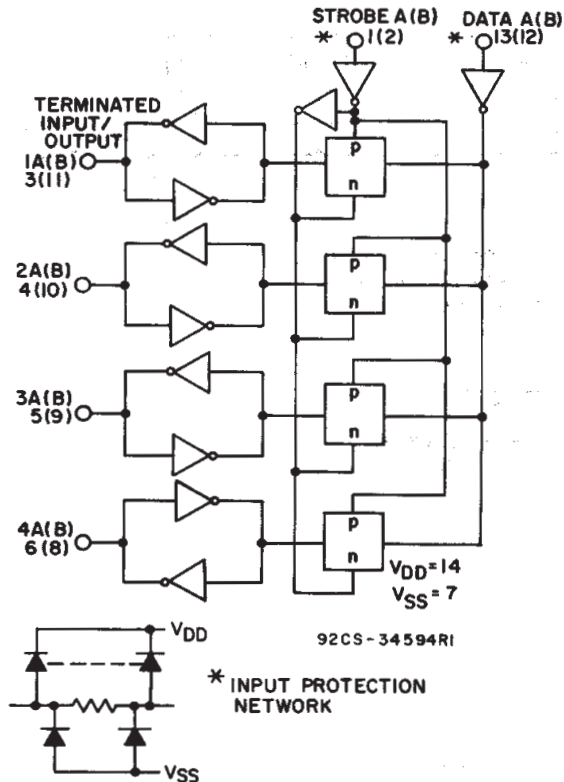 STROBE A(B)
* 1(2)
DATA A(B)
* 13(12)
TERMINATED
INPUT/
OUTPUT
1A(B)
3(11)
p
n
2A(B)
4(10)
p
n
3A(B)
5(9)
p
n
4A(B)
6(8)
p
n
VDD=14
VSS=7
92CS-34594R1
VDD
* INPUT PROTECTION
NETWORK
VSS